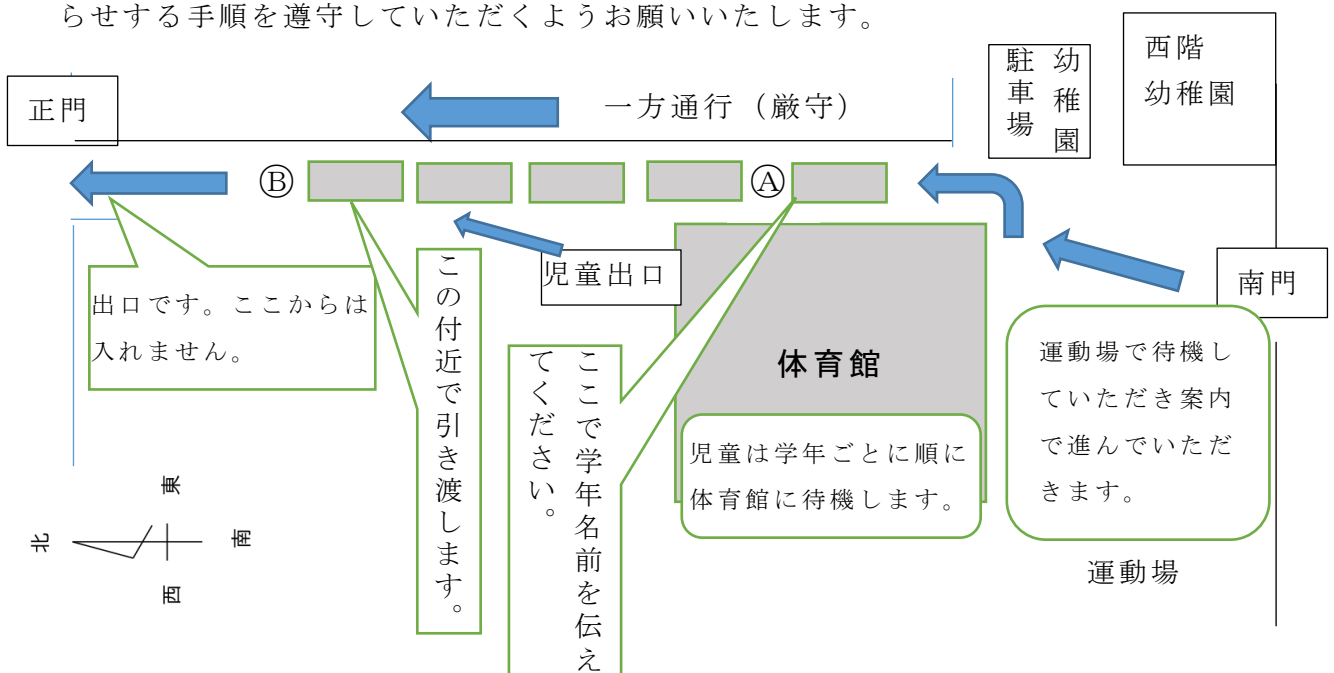 らせする手順を遵守していただくようお願いいたします。
正門
一方通行（厳守）
幼稚園
駐車場
西階
幼稚園
Ⓑ
Ⓐ
南門
児童出口
出口です。ここからは
入れません。
この付近で引き渡します。
ここで学年名前を伝え
てください。
体育館
児童は学年ごとに順に
体育館に待機します。
運動場で待機し
ていただき案内
で進んでいただ
きます。
運動場
東
北
南
西